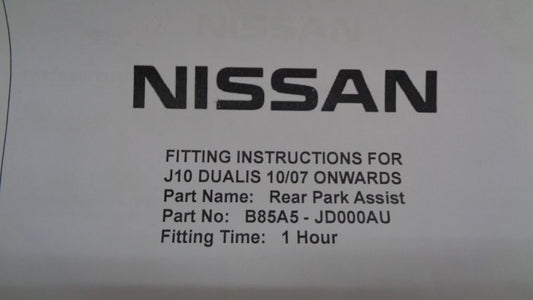 NISSAN
FITTING INSTRUCTIONS FOR
J10 DUALIS 10/07 ONWARDS
Part Name: Rear Park Assist
Part No: B85A5 - JD000AU
Fitting Time: 1 Hour